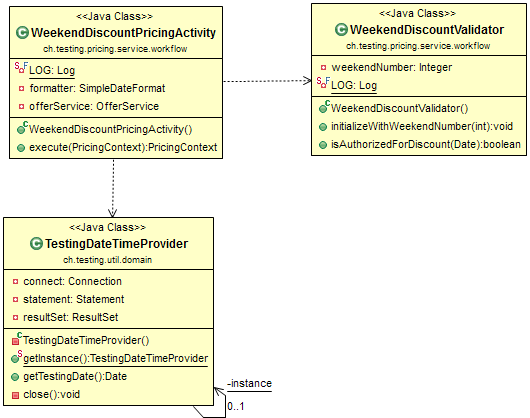 <<Java Class>>
WeekendDiscountPricingActivity
ch.testing.pricing.service.workflow
LOG: Log
formatter: SimpleDateFormat
offerService: OfferService
WeekendDiscountPricingActivity()
execute(PricingContext):PricingContext
<<Java Class>>
WeekendDiscountValidator
ch.testing.pricing.service.workflow
weekendNumber: Integer
LOG: Log
WeekendDiscountValidator()
initializeWithWeekendNumber(int):void
isAuthorizedForDiscount(Date):boolean
<<Java Class>>
TestingDateTimeProvider
ch.testing.util.domain
connect: Connection
statement: Statement
resultSet: ResultSet
TestingDateTimeProvider()
getInstance():TestingDateTimeProvider
getTestingDate():Date
close():void
-instance
0..1